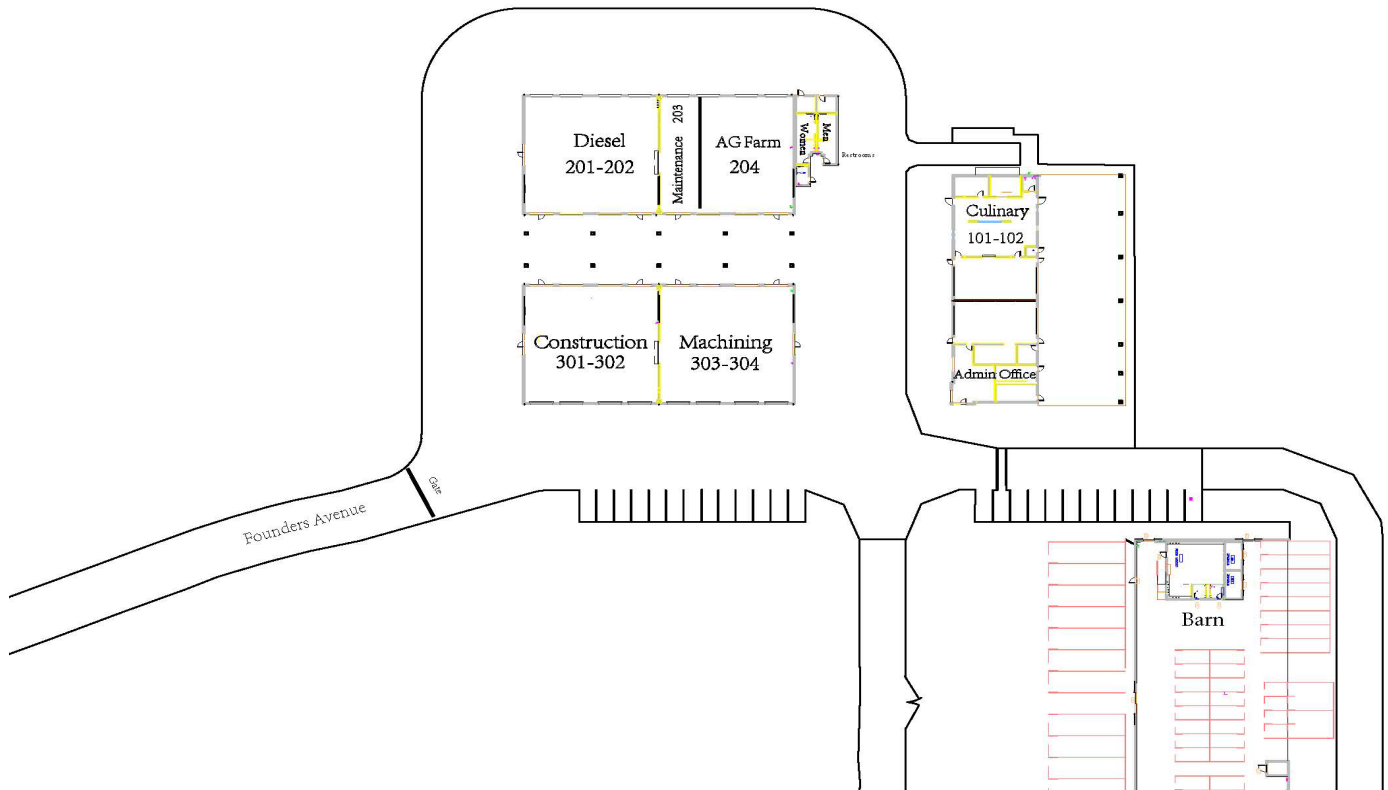 Diesel
201-202
Maintenance 203
AG Farm
204
Women
Men
Restrooms
Culinary
101-102
Construction
301-302
Machining
303-304
Admin Office
Gate
Founders Avenue
Barn